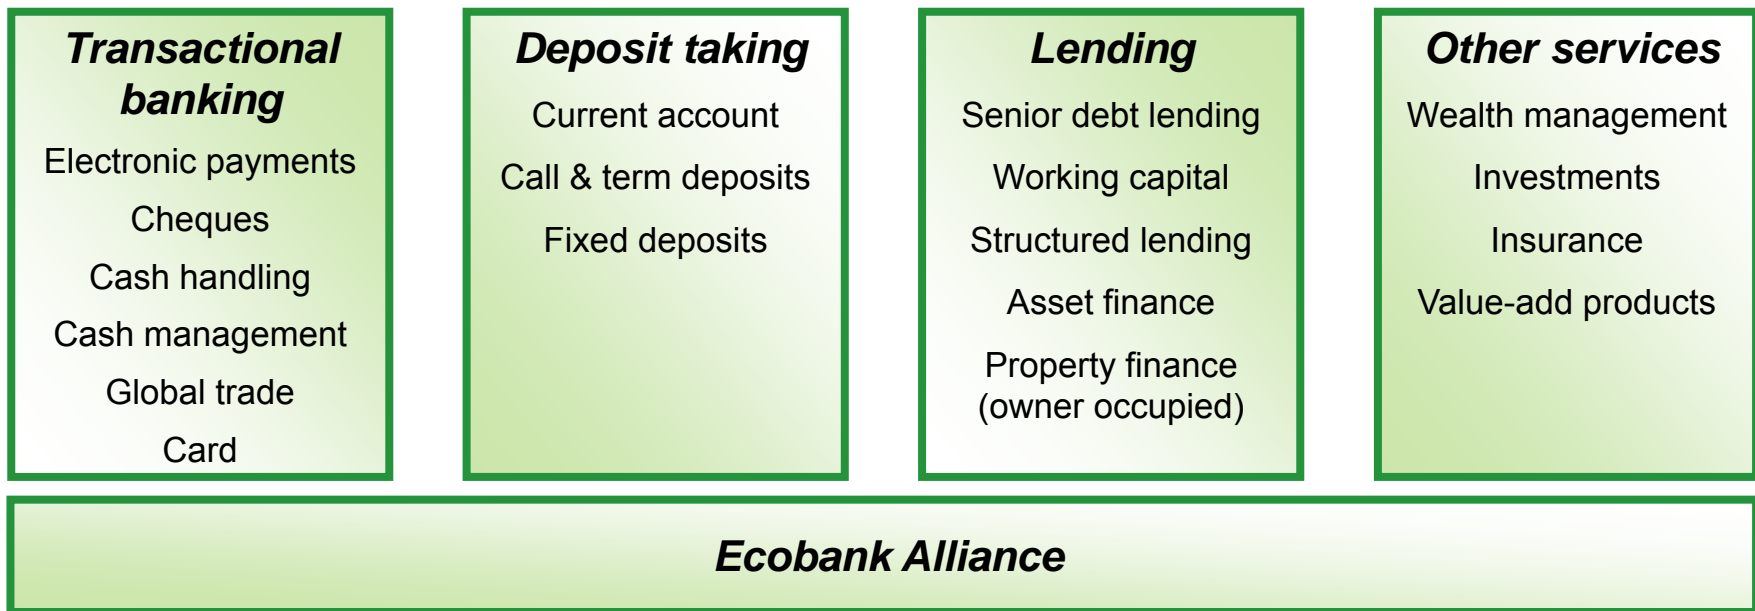 Transactional
banking
Electronic payments
Cheques
Cash handling
Cash management
Global trade
Card
Deposit taking
Current account
Call & term deposits
Fixed deposits
Lending
Senior debt lending
Working capital
Structured lending
Asset finance
Property finance
(owner occupied)
Other services
Wealth management
Investments
Insurance
Value-add products
Ecobank Alliance